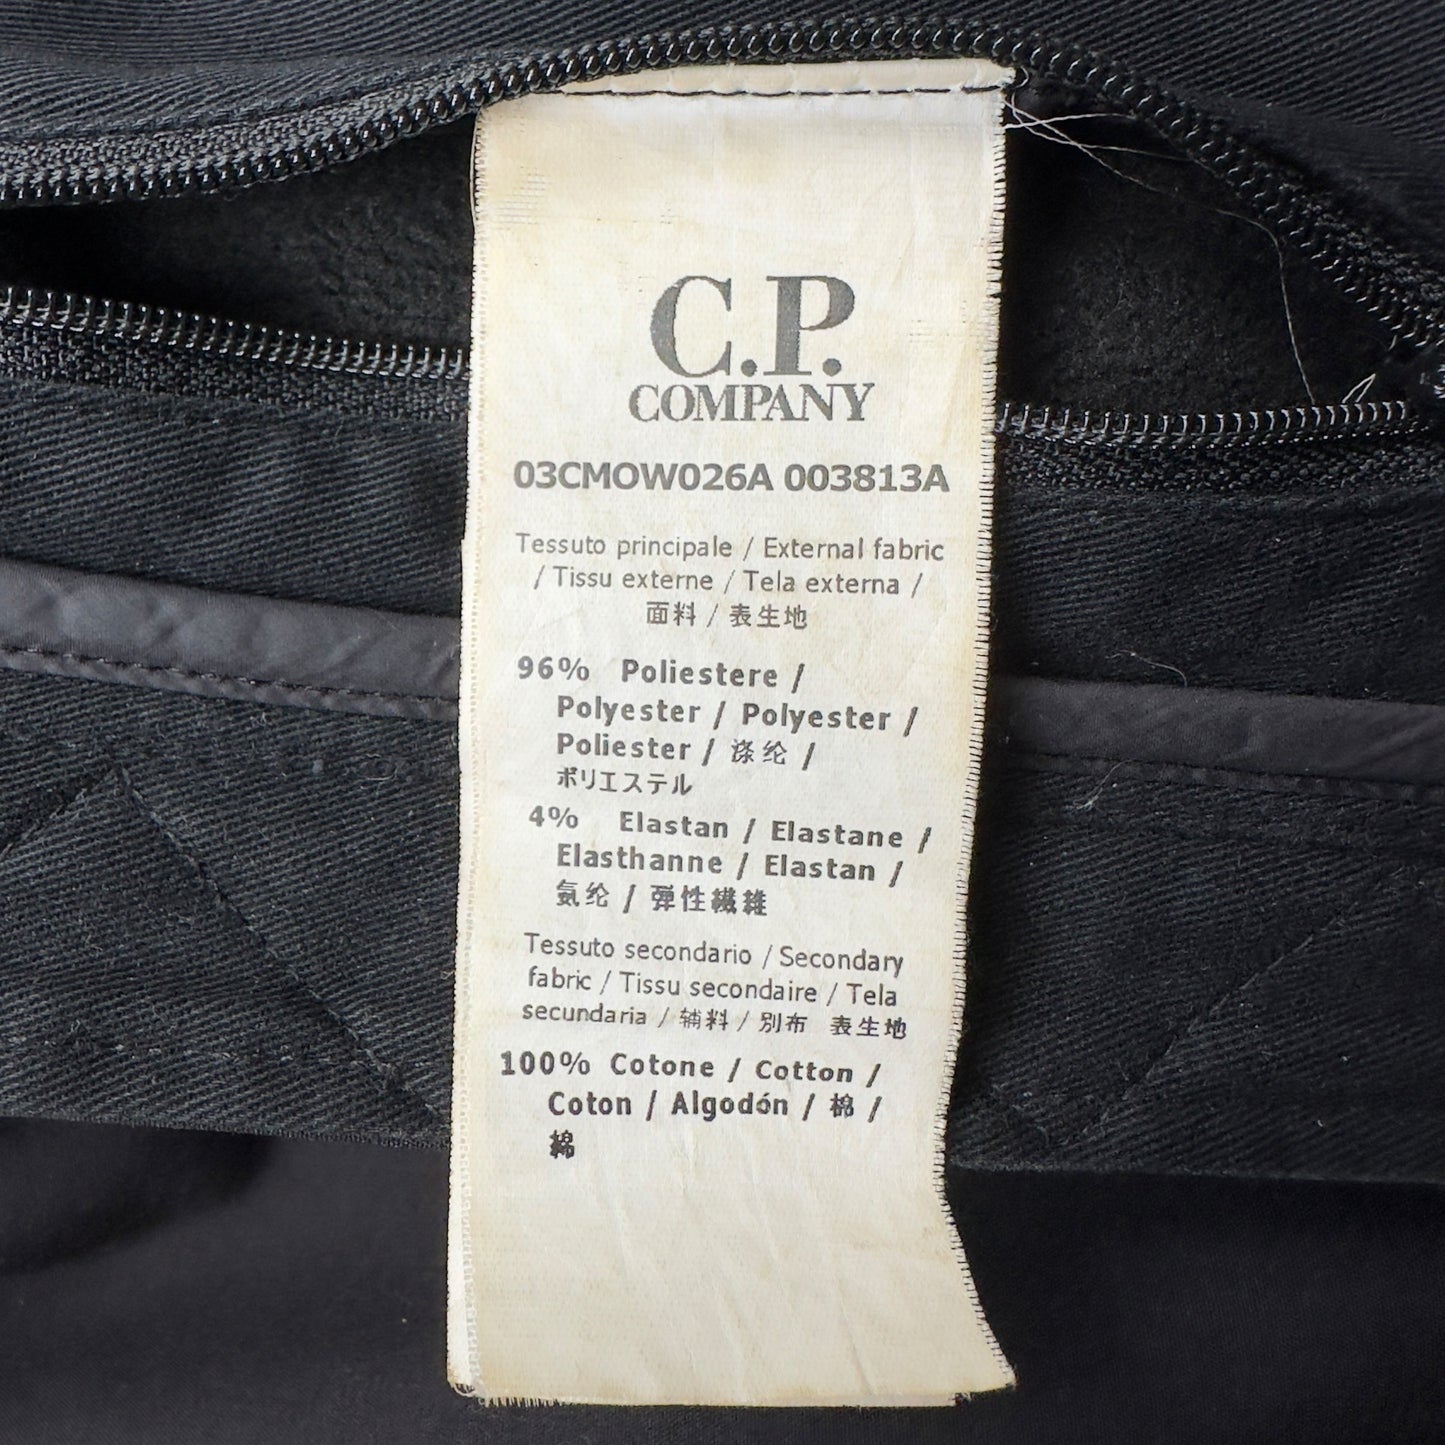 C.P.
COMPANY
03CMOW026A 003813A
Tessuto principale / External fabric
/ Tissu externe / Tela externa /
面料 / 表生地
96% Poliestere /
Polyester / Polyester /
Poliester / 涤纶 /
ポリエステル
4% Elastan / Elastane /
Elasthanne / Elastan /
氨纶 / 弾性繊維
Tessuto secondario / Secondary
fabric / Tissu secondaire / Tela
secundaria / 辅料 / 別布 表生地
100% Cotone / Cotton /
Coton / Algodón / 棉 /
綿